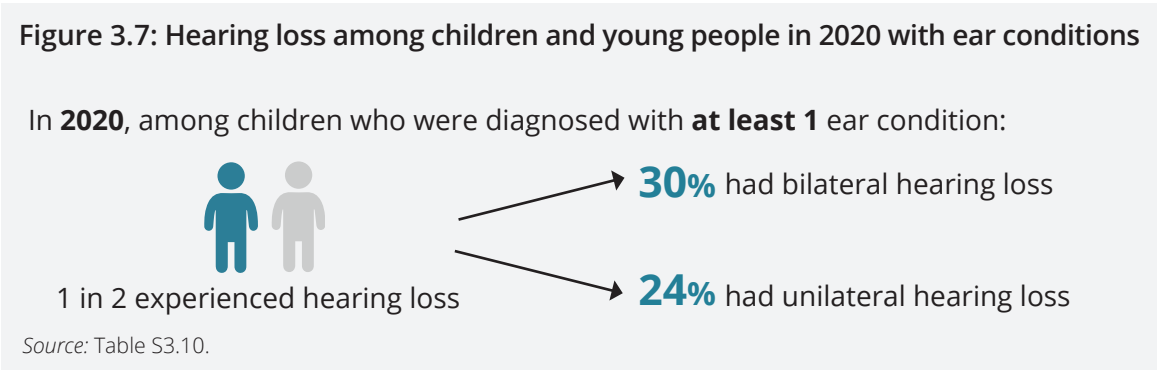 Figure 3.7: Hearing loss among children and young people in 2020 with ear conditions
In 2020, among children who were diagnosed with at least 1 ear condition:
30% had bilateral hearing loss
24% had unilateral hearing loss
1 in 2 experienced hearing loss
Source: Table S3.10.